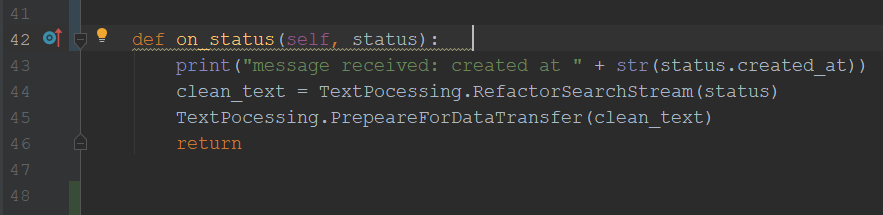 41
42 def on_status(self, status):
43 print("message received: created at " + str(status.created_at))
44 clean_text = TextPocessing.RefactorSearchStream(status)
45 TextPocessing.PrepeareForDataTransfer(clean_text)
46 return
47
48